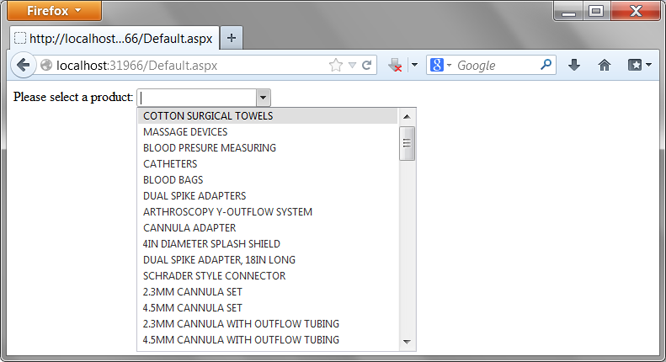 Firefox
http://localhost...66/Default.aspx
localhost:31966/Default.aspx
Google
Please select a product:
COTTON SURGICAL TOWELS
MASSAGE DEVICES
BLOOD PRESURE MEASURING
CATHETERS
BLOOD BAGS
DUAL SPIKE ADAPTERS
ARTHROSCOPY Y-OUTFLOW SYSTEM
CANNULA ADAPTER
4IN DIAMETER SPLASH SHIELD
DUAL SPIKE ADAPTER, 18IN LONG
SCHRADER STYLE CONNECTOR
2.3MM CANNULA SET
4.5MM CANNULA SET
2.3MM CANNULA WITH OUTFLOW TUBING
4.5MM CANNULA WITH OUTFLOW TUBING